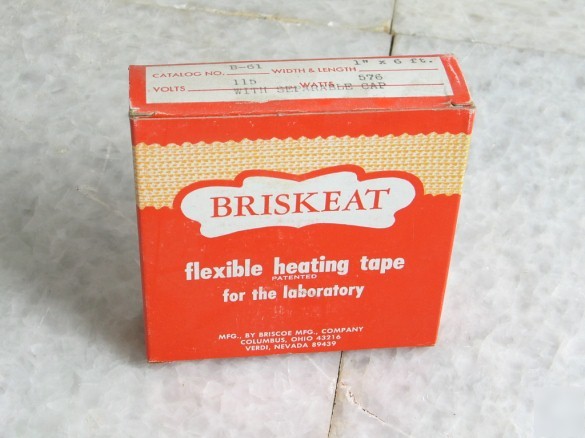 CATALOG NO. B-61 WIDTH & LENGTH 1" x 6 ft.
VOLTS 115 WATTS 576
WITH SEPARABLE CAP
BRISKEAT
flexible heating tape
PATENTED
for the laboratory
MFG., BY BRISCOE MFG., COMPANY
COLUMBUS, OHIO 43216
VERDI, NEVADA 89439